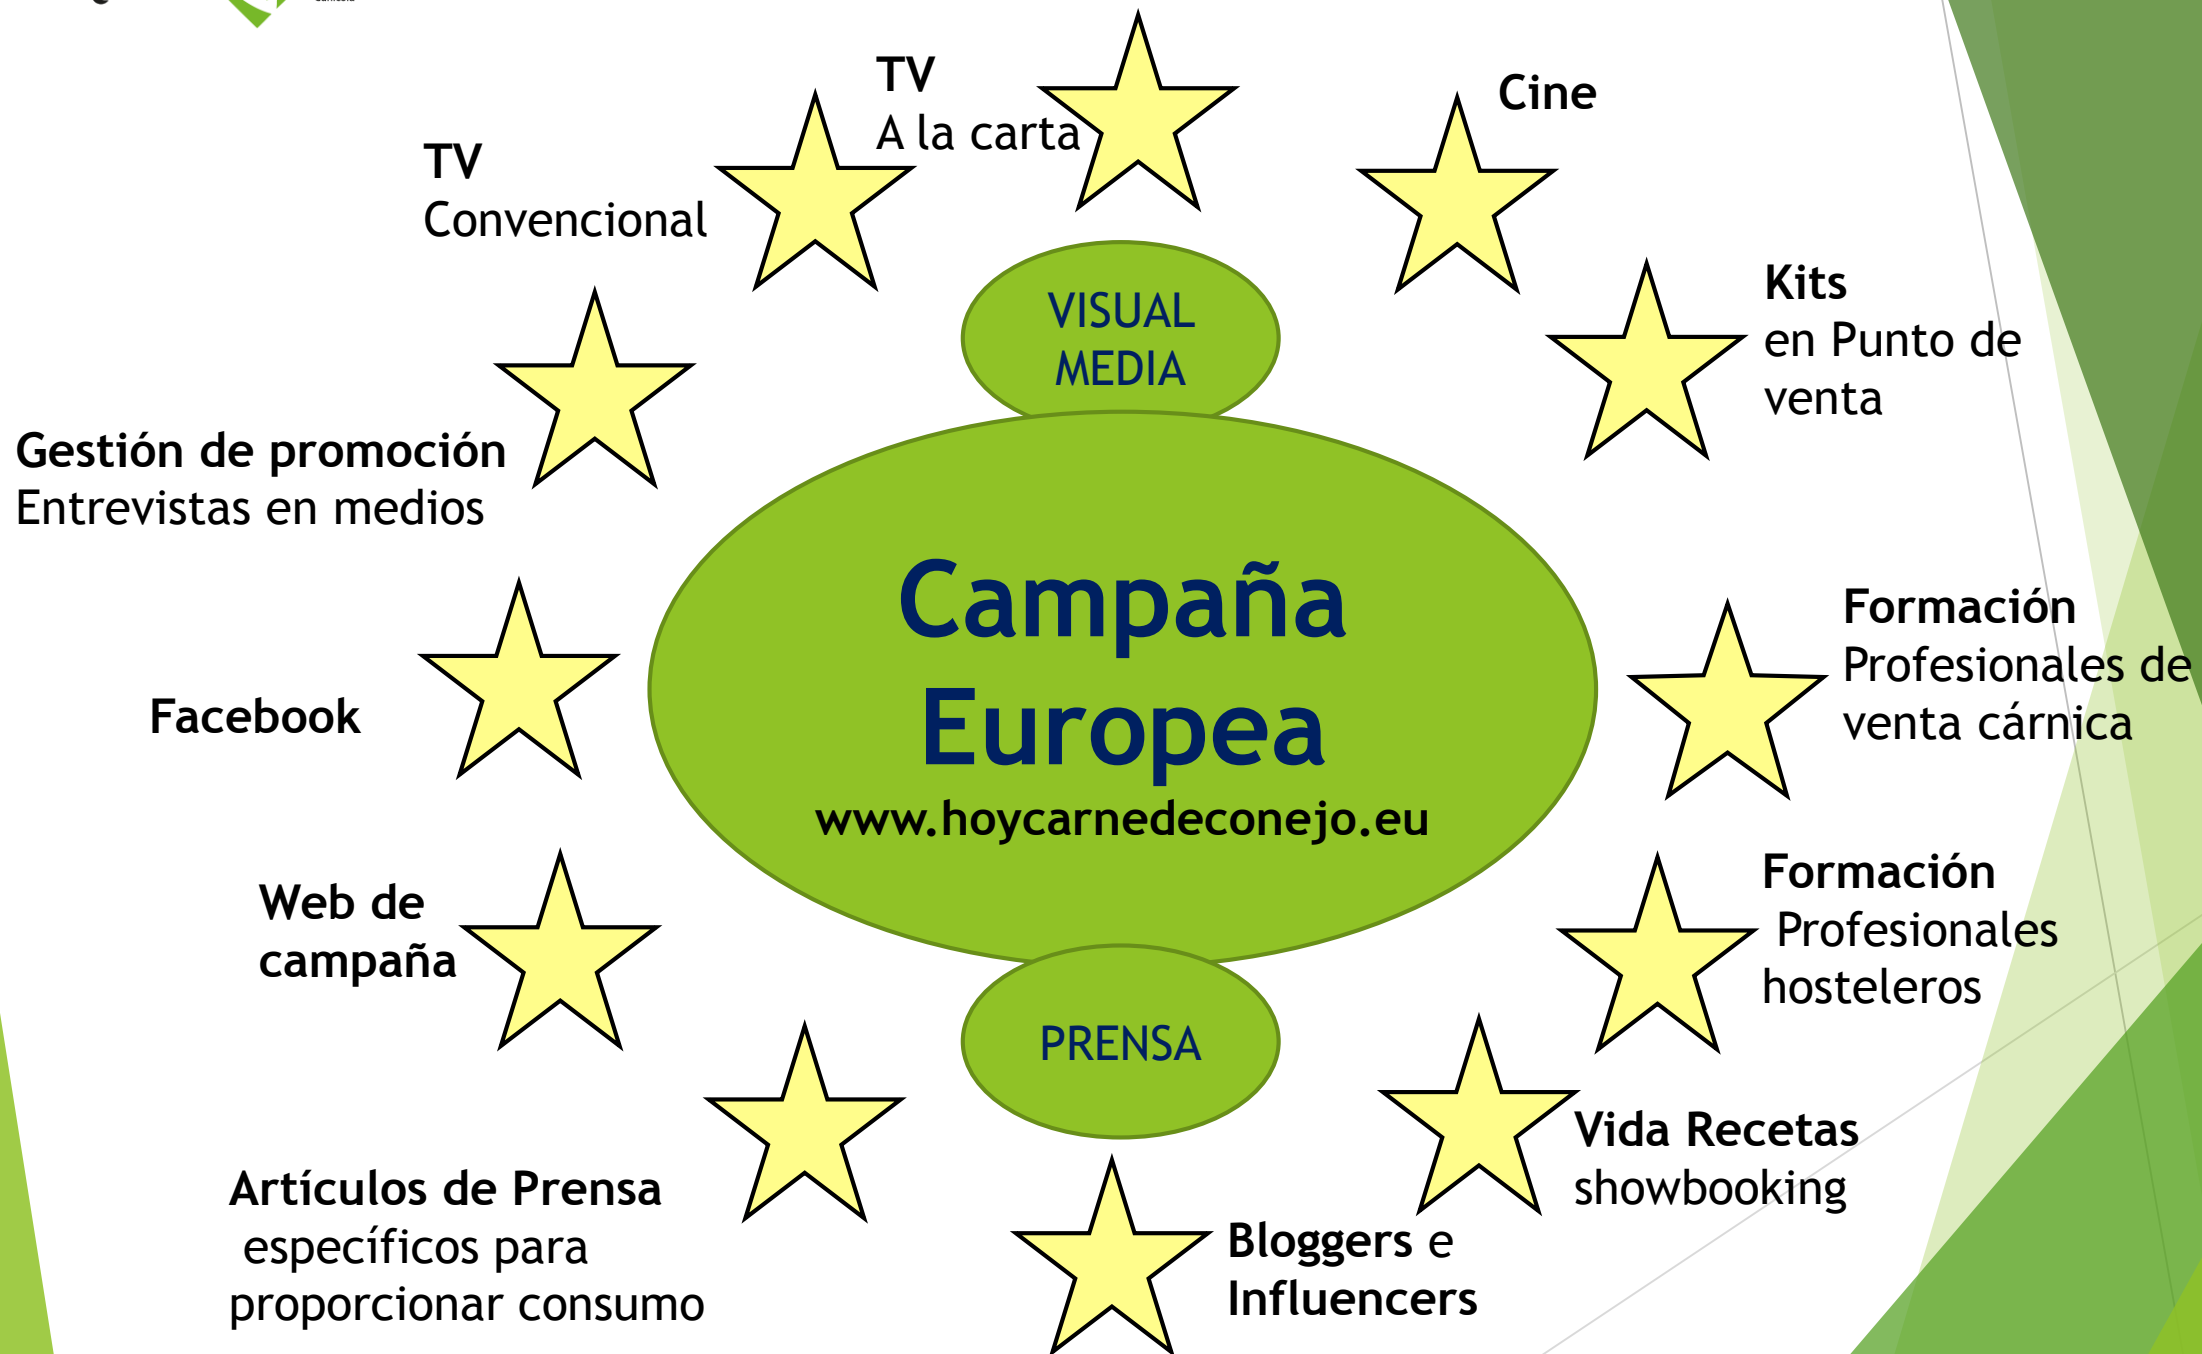 TV
A la carta
Cine
TV
Convencional
Kits
en Punto de
venta
VISUAL
MEDIA
Gestión de promoción
Entrevistas en medios
Campaña
Europea
www.hoycarnedeconejo.eu
Formación
Profesionales de
venta cárnica
Facebook
Formación
Profesionales
hosteleros
Web de
campaña
PRENSA
Vida Recetas
showbooking
Artículos de Prensa
específicos para
proporcionar consumo
Bloggers e
Influencers